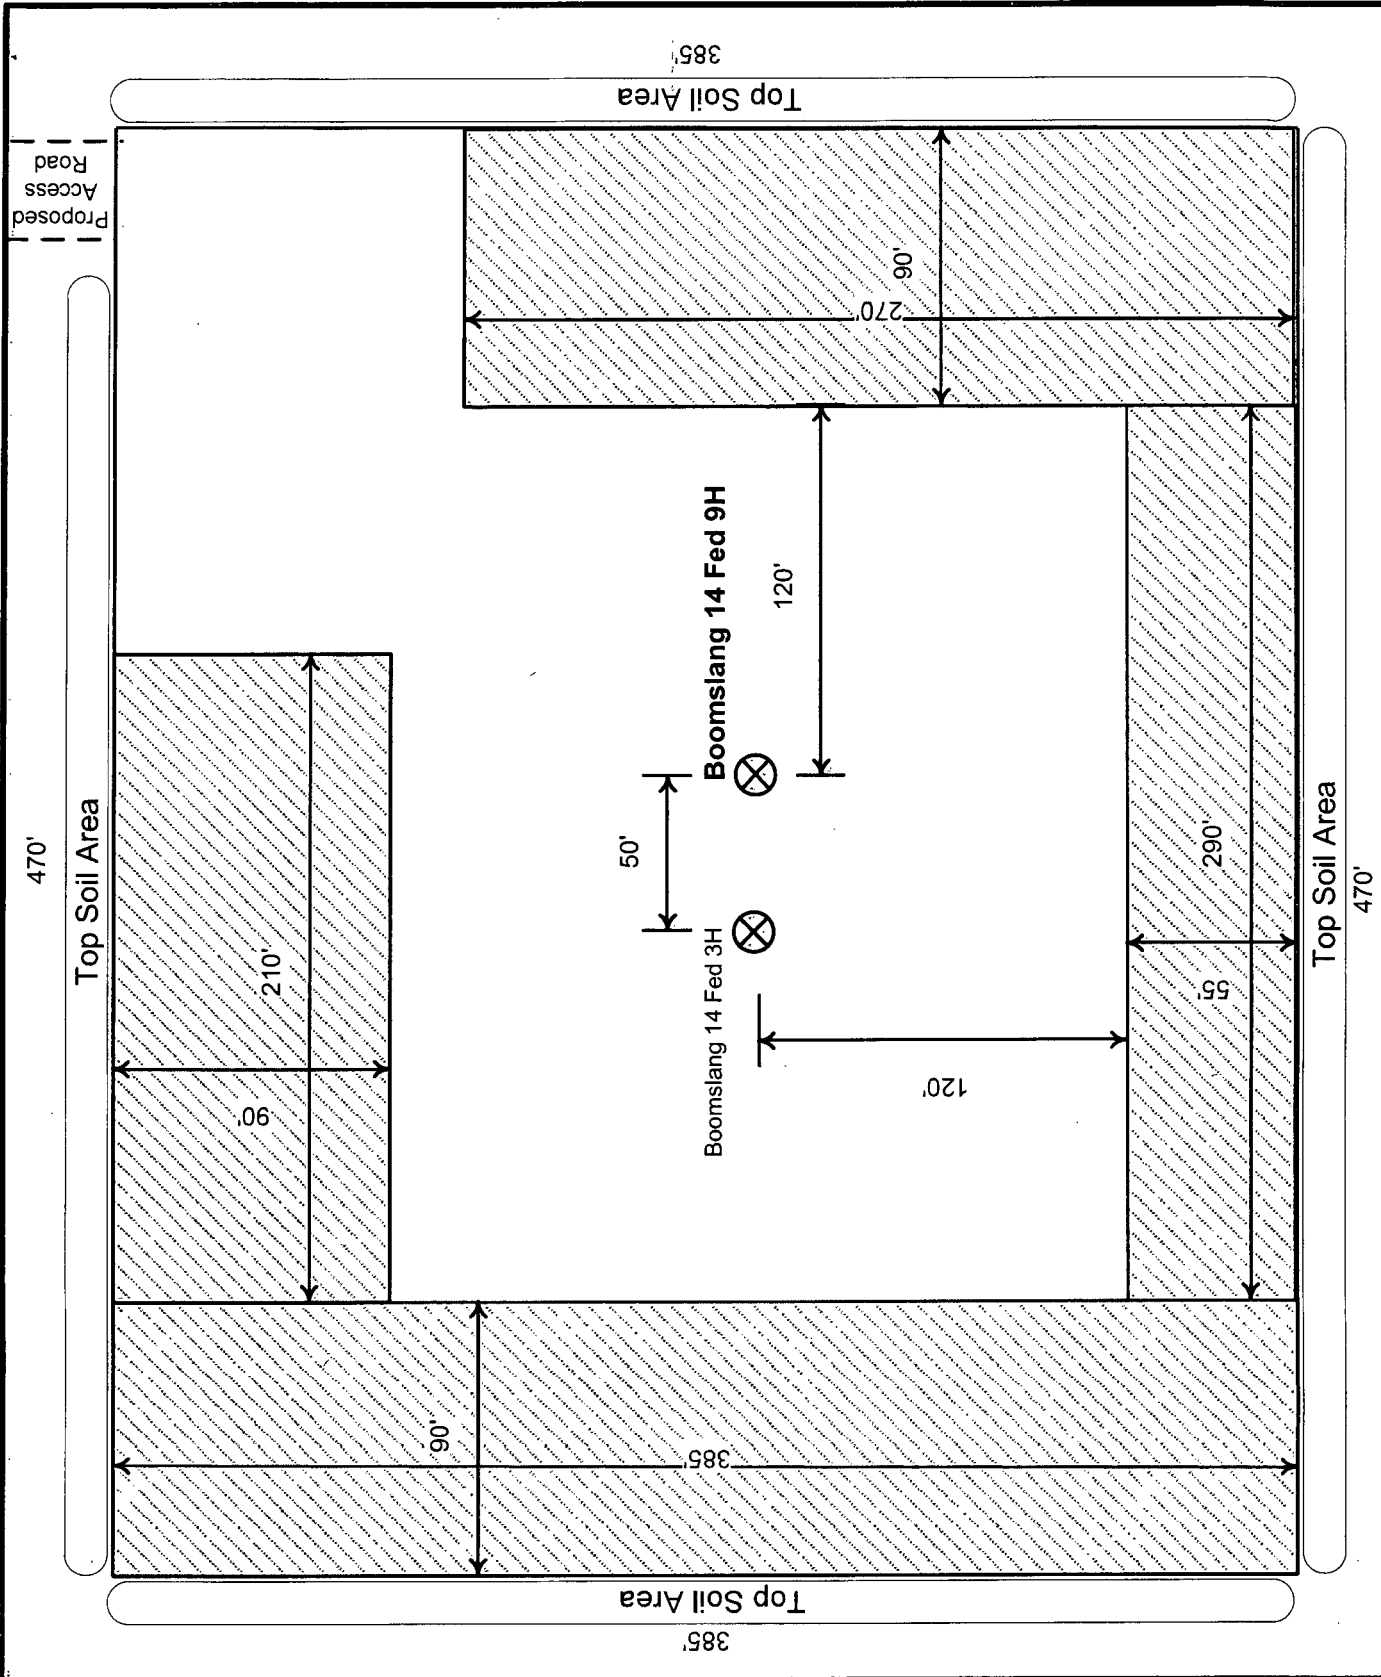 385'
Top Soil Area
Proposed
Access
Road
470'
Top Soil Area
90'
270'
Boomslang 14 Fed 9H
120'
50'
Boomslang 14 Fed 3H
210'
90'
120'
290'
55'
Top Soil Area
470'
90'
385'
Top Soil Area
385'